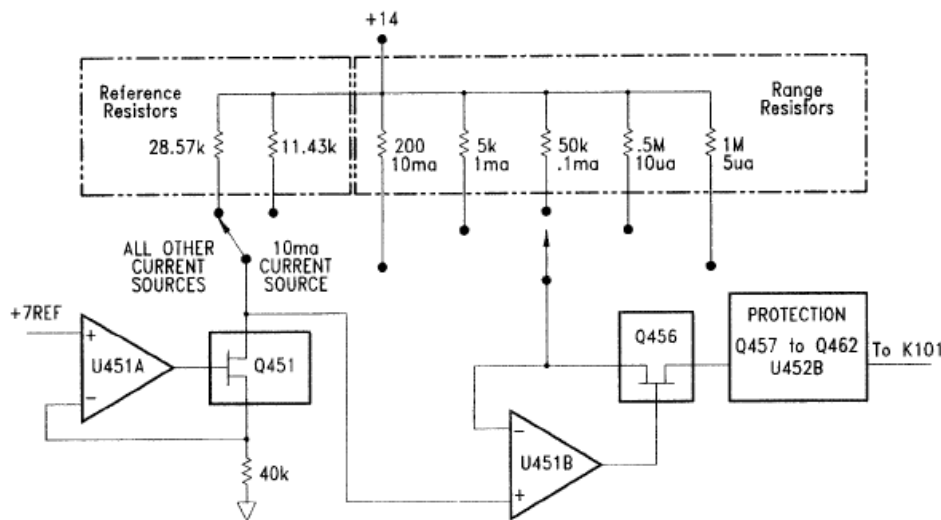 +14
Reference
Resistors
Range
Resistors
28.57k
11.43k
200
10ma
5k
1ma
50k
.1ma
.5M
10ua
1M
5ua
ALL OTHER
CURRENT
SOURCES
10ma
CURRENT
SOURCE
+7REF
+
U451A
-
Q451
40k
Q456
PROTECTION
Q457 to Q462
U452B
To K101
-
U451B
+